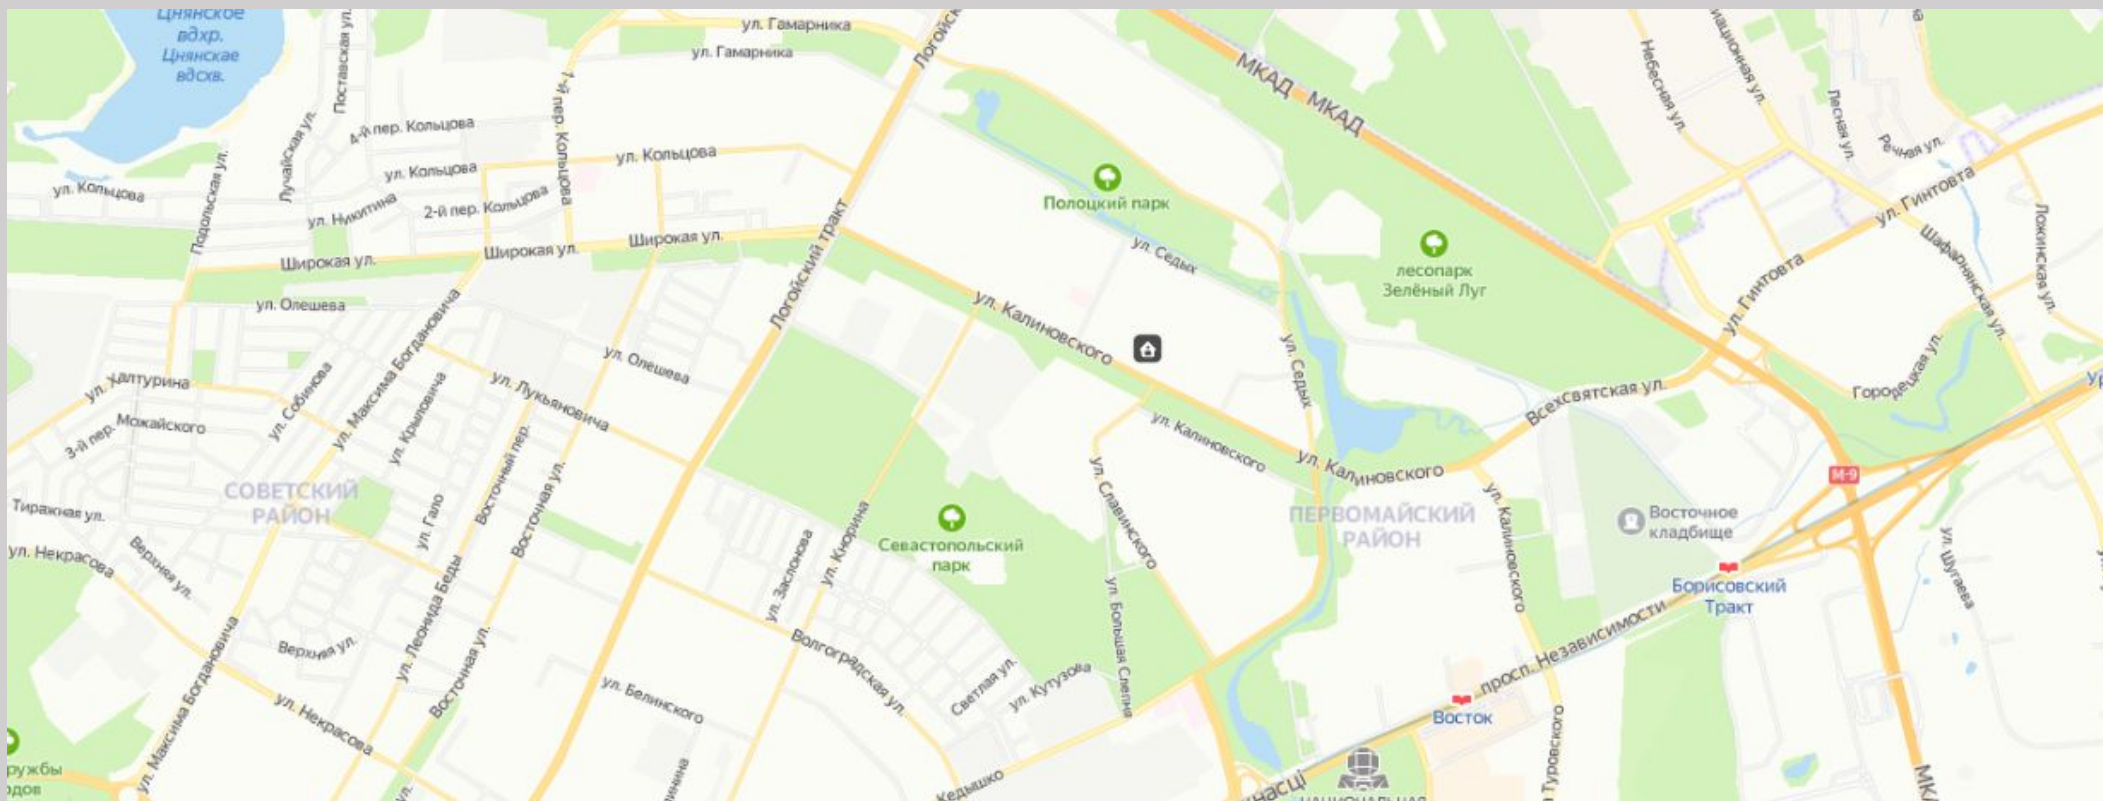 Цнянское
вдхр.
Цнянскае
вдсхв.
Поставская ул.
ул. Гамарника
ул. Гамарника
1-й пер. Кольцова
МКАД
МКАД
Небесная ул.
Лесная ул.
Речная ул.
4-й пер. Кольцова
Лучайская ул.
ул. Кольцова
ул. Кольцова
ул. Кольцова
Подольская ул.
ул. Никитина
2-й пер. Кольцова
Полоцкий парк
ул. Гинтовта
Ложинская ул.
Широкая ул.
Широкая ул.
Широкая ул.
Логойский тракт
ул. Седых
лесопарк
Зелёный Луг
ул. Гинтовта
Шафарнянская ул.
ул. Олешева
ул. Калиновского
ул. Максима Богдановича
ул. Олешева
ул. Седых
Городецкая ул.
ул. Халтурина
ул. Собинова
ул. Крыловича
ул. Лукьяновича
Всехсвятская ул.
3-й пер. Можайского
ул. Калиновского
ул. Калиновского
М-9
СОВЕТСКИЙ
РАЙОН
Тиражная ул.
ул. Гало
Восточный пер.
Восточная ул.
ул. Славинского
ПЕРВОМАЙСКИЙ
РАЙОН
ул. Калиновского
Восточное
кладбище
ул. Некрасова
Верхняя ул.
ул. Заслонова
ул. Кнорина
Севастопольский
парк
ул. Шугаева
Борисовский
Тракт
ул. Леонида Беды
ул. Большая Слепня
Верхняя ул.
Восточная ул.
Волгоградская ул.
просп. Независимости
ул. Максима Богдановича
ул. Некрасова
ул. Белинского
Светлая ул.
ул. Кутузова
Восток
Кедышко
Туровского
НАЦИОНАЛЬНАЯ